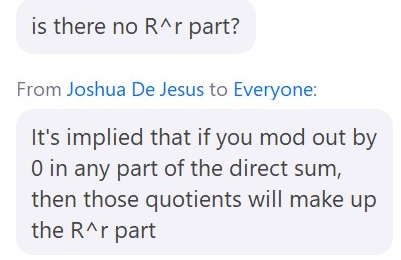 is there no R^r part?
From Joshua De Jesus to Everyone:
It's implied that if you mod out by
0 in any part of the direct sum,
then those quotients will make up
the R^r part